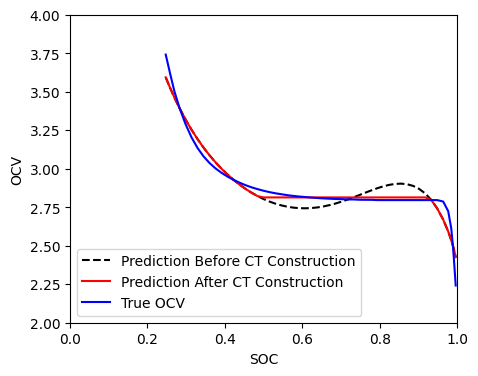 4.00
3.75
3.50
3.25
3.00
2.75
2.50
2.25
2.00
OCV
Prediction Before CT Construction
Prediction After CT Construction
True OCV
0.0 0.2 0.4 0.6 0.8 1.0
SOC